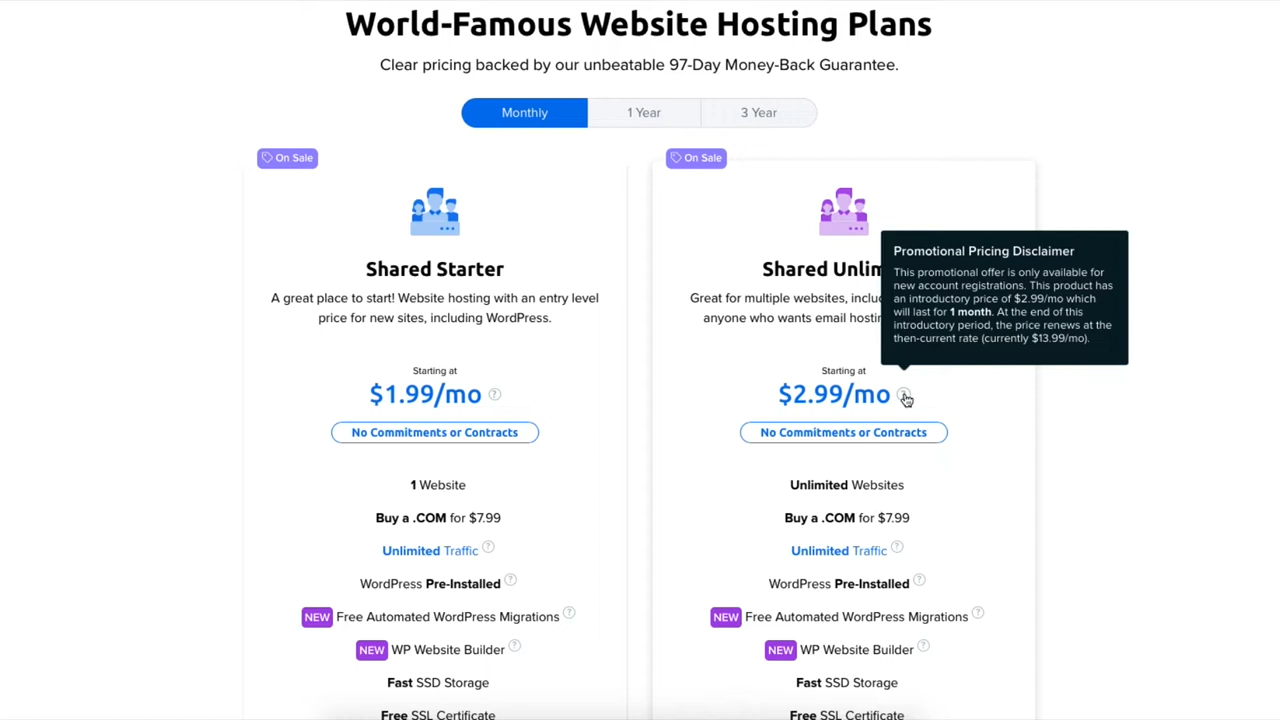 World-Famous Website Hosting Plans
Clear pricing backed by our unbeatable 97-Day Money-Back Guarantee.
Monthly
1 Year
3 Year
On Sale
Shared Starter
A great place to start! Website hosting with an entry level
price for new sites, including WordPress.
Starting at
$1.99/mo ?
No Commitments or Contracts
1 Website
Buy a .COM for $7.99
Unlimited Traffic ?
WordPress Pre-Installed ?
NEW Free Automated WordPress Migrations ?
NEW WP Website Builder ?
Fast SSD Storage
Free SSL Certificate
On Sale
Shared Unlim
Great for multiple websites, inclu
anyone who wants email hostin
Promotional Pricing Disclaimer
This promotional offer is only available for
new account registrations. This product has
an introductory price of $2.99/mo which
will last for 1 month. At the end of this
introductory period, the price renews at the
then-current rate (currently $13.99/mo).
Starting at
$2.99/mo ?
No Commitments or Contracts
Unlimited Websites
Buy a .COM for $7.99
Unlimited Traffic ?
WordPress Pre-Installed ?
NEW Free Automated WordPress Migrations ?
NEW WP Website Builder ?
Fast SSD Storage
Free SSL Certificate